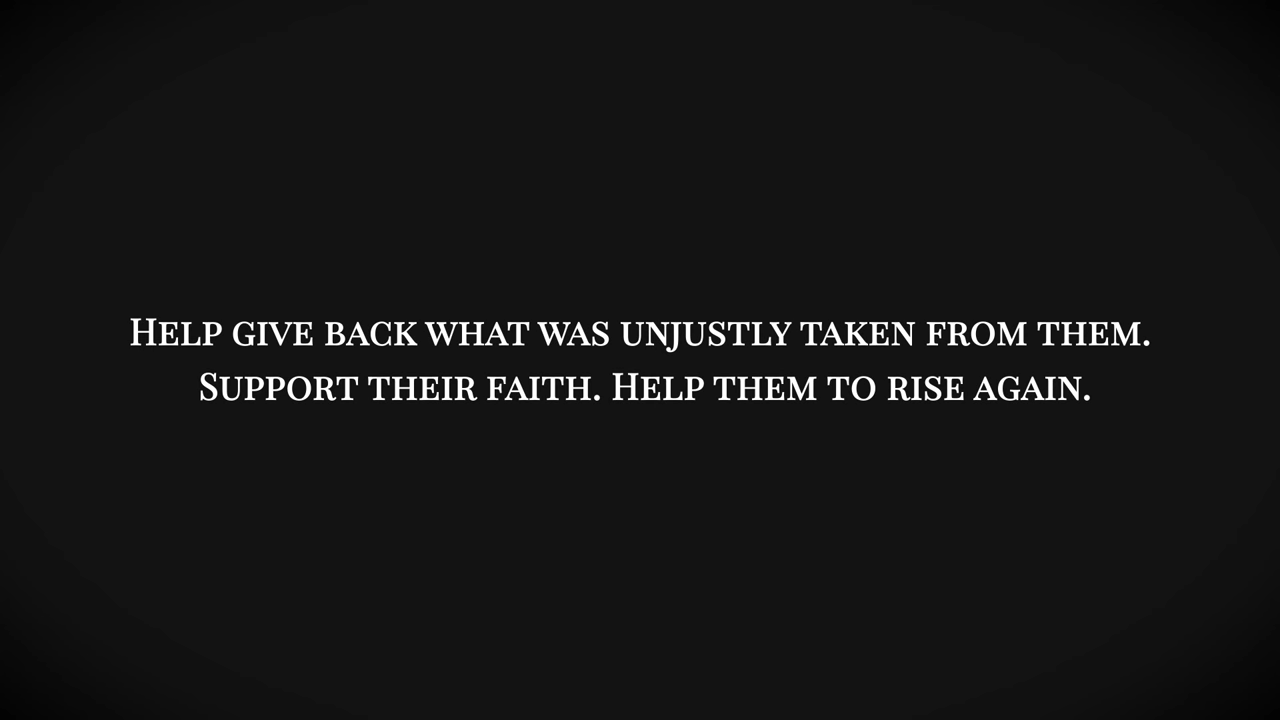 Help give back what was unjustly taken from them.
Support their faith. Help them to rise again.